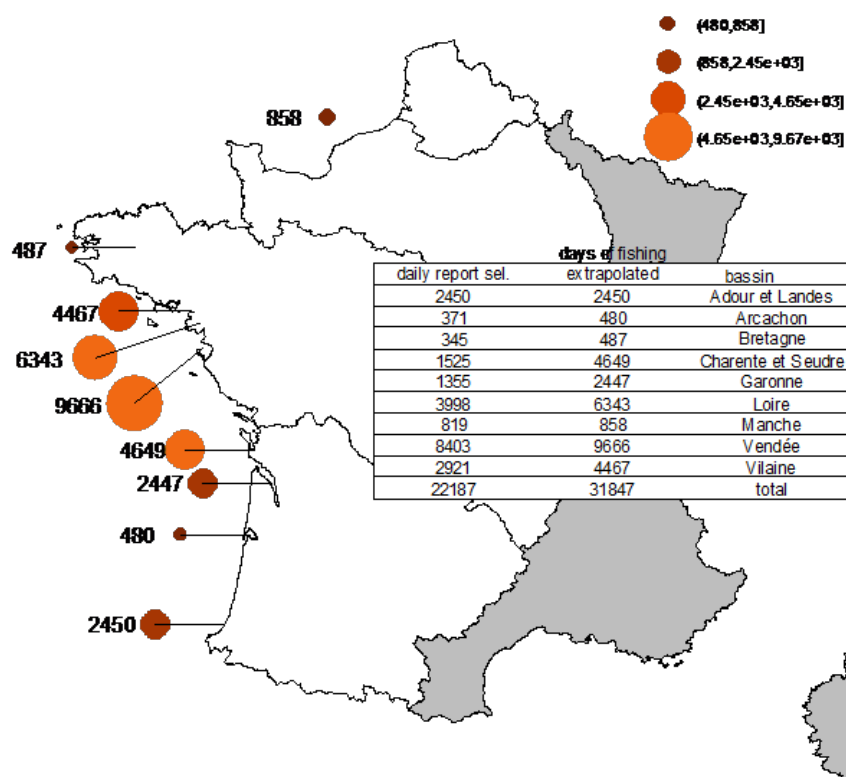 (480,858]
(858,2.45e+03]
(2.45e+03,4.65e+03]
(4.65e+03,9.67e+03]
858
487
4467
6343
9666
4649
2447
480
2450
days of fishing
daily report sel. extrapolated bassin
2450 2450 Adour et Landes
371 480 Arcachon
345 487 Bretagne
1525 4649 Charente et Seudre
1355 2447 Garonne
3998 6343 Loire
819 858 Manche
8403 9666 Vendée
2921 4467 Vilaine
22187 31847 total